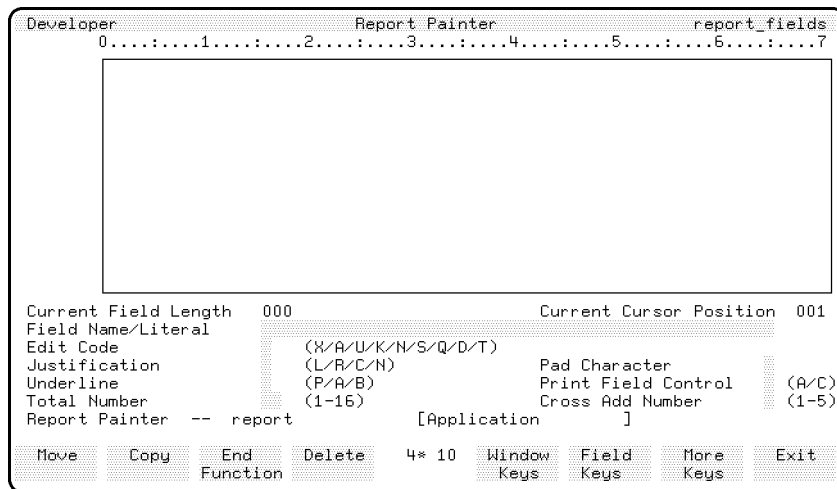 Developer Report Painter report_fields
0....:....1....:....2....:....3....:....4....:....5....:....6....:....7
Current Field Length 000 Current Cursor Position 001
Field Name/Literal
Edit Code (X/A/U/K/N/S/Q/D/T)
Justification (L/R/C/N) Pad Character
Underline (P/A/B) Print Field Control (A/C)
Total Number (1-16) Cross Add Number (1-5)
Report Painter -- report [Application ]
Move Copy End Delete 4* 10 Window Field More Exit
Function Keys Keys Keys